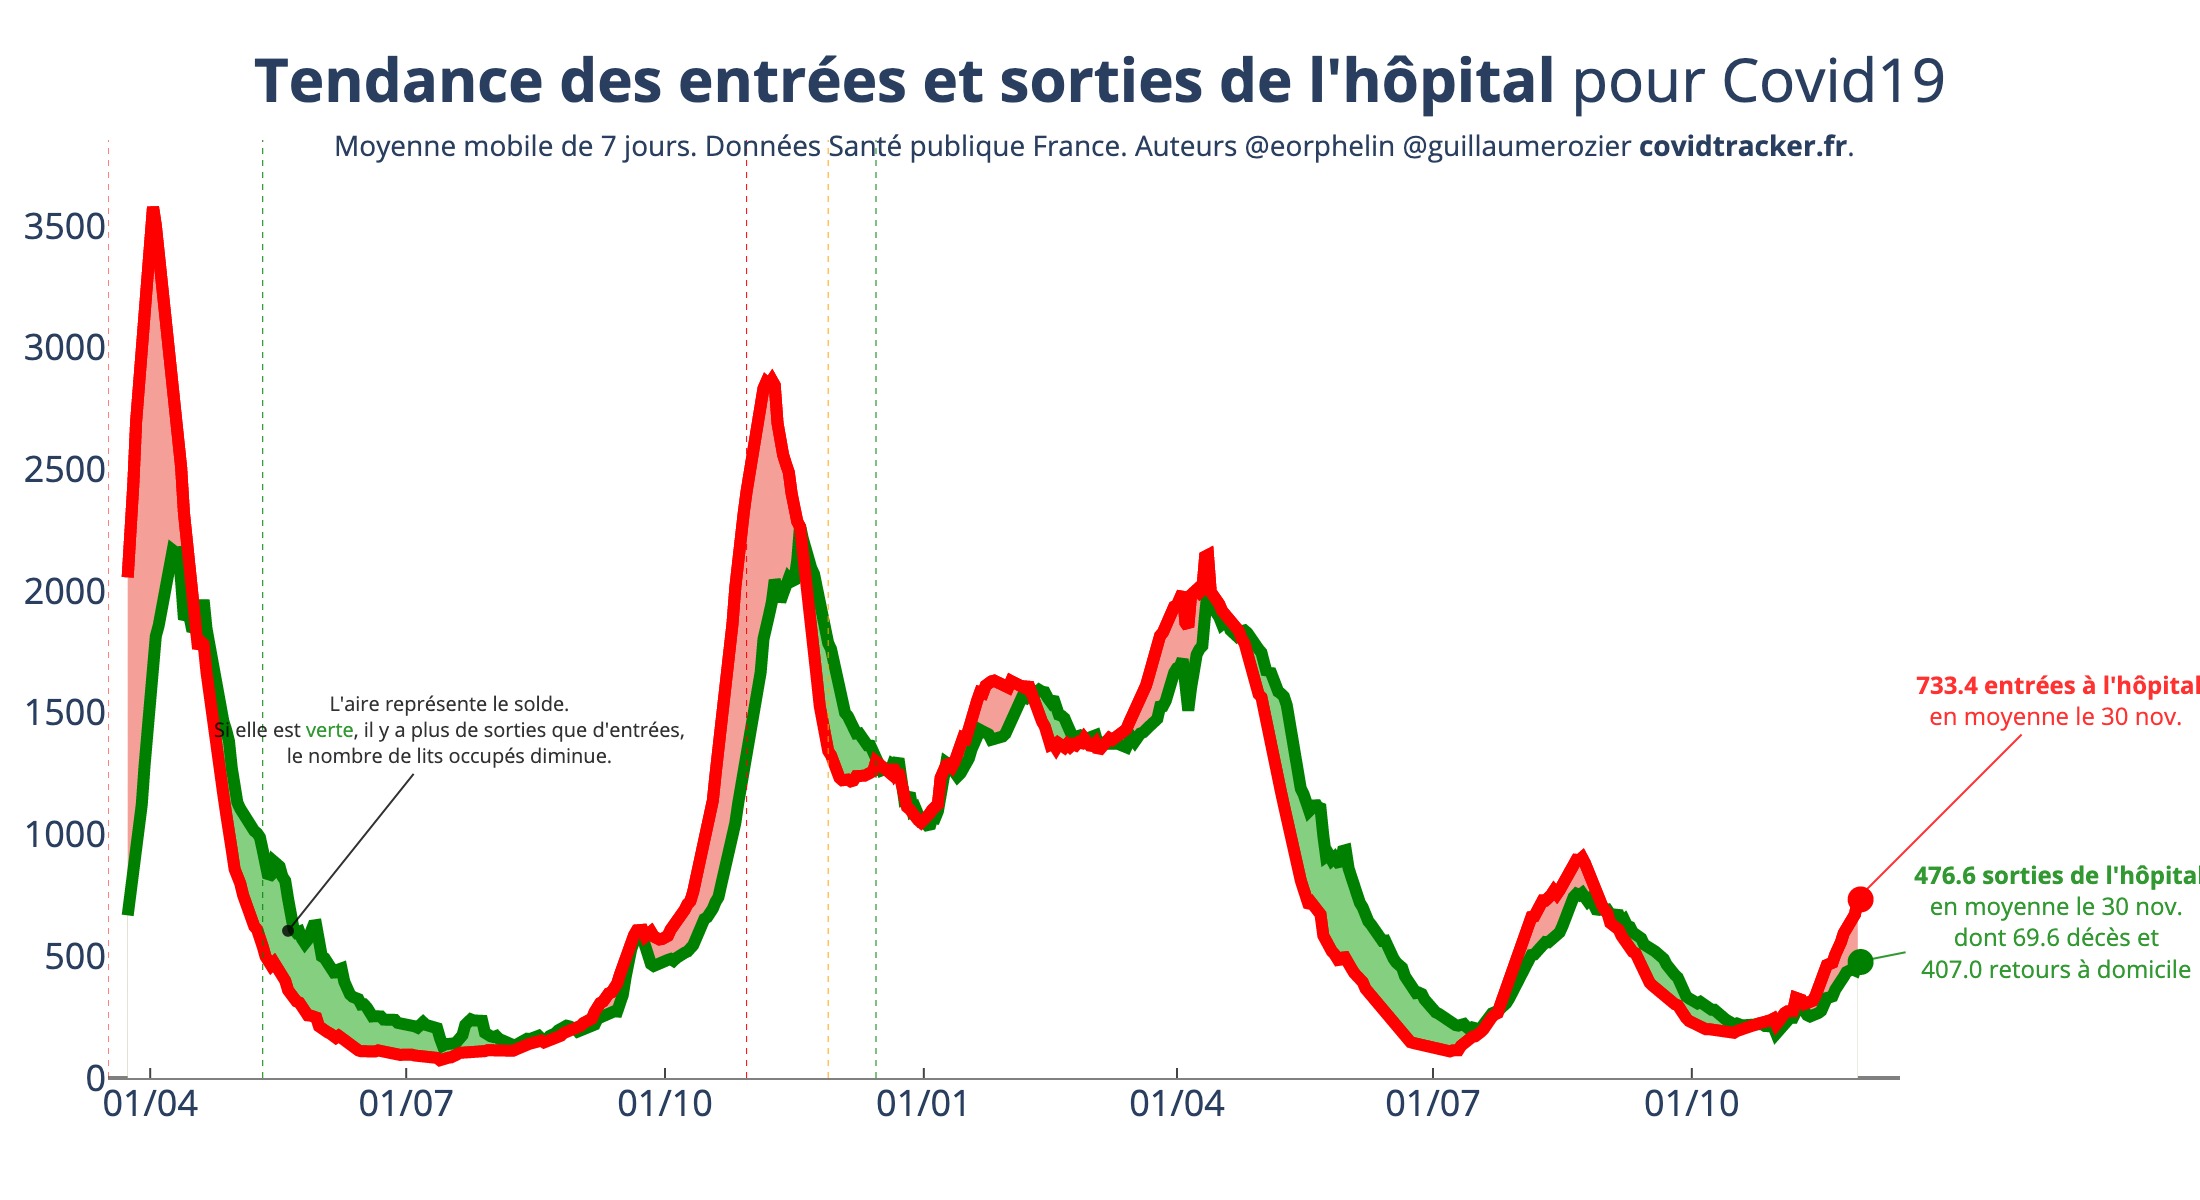 Tendance des entrées et sorties de l'hôpital pour Covid19
Moyenne mobile de 7 jours. Données Santé publique France. Auteurs @eorphelin @guillaumerozier covidtracker.fr.
3500
3000
2500
2000
1500
1000
500
0
L'aire représente le solde.
Si elle est verte, il y a plus de sorties que d'entrées,
le nombre de lits occupés diminue.
733.4 entrées à l'hôpital
en moyenne le 30 nov.
476.6 sorties de l'hôpital
en moyenne le 30 nov.
dont 69.6 décès et
407.0 retours à domicile
01/04 01/07 01/10 01/01 01/04 01/07 01/10